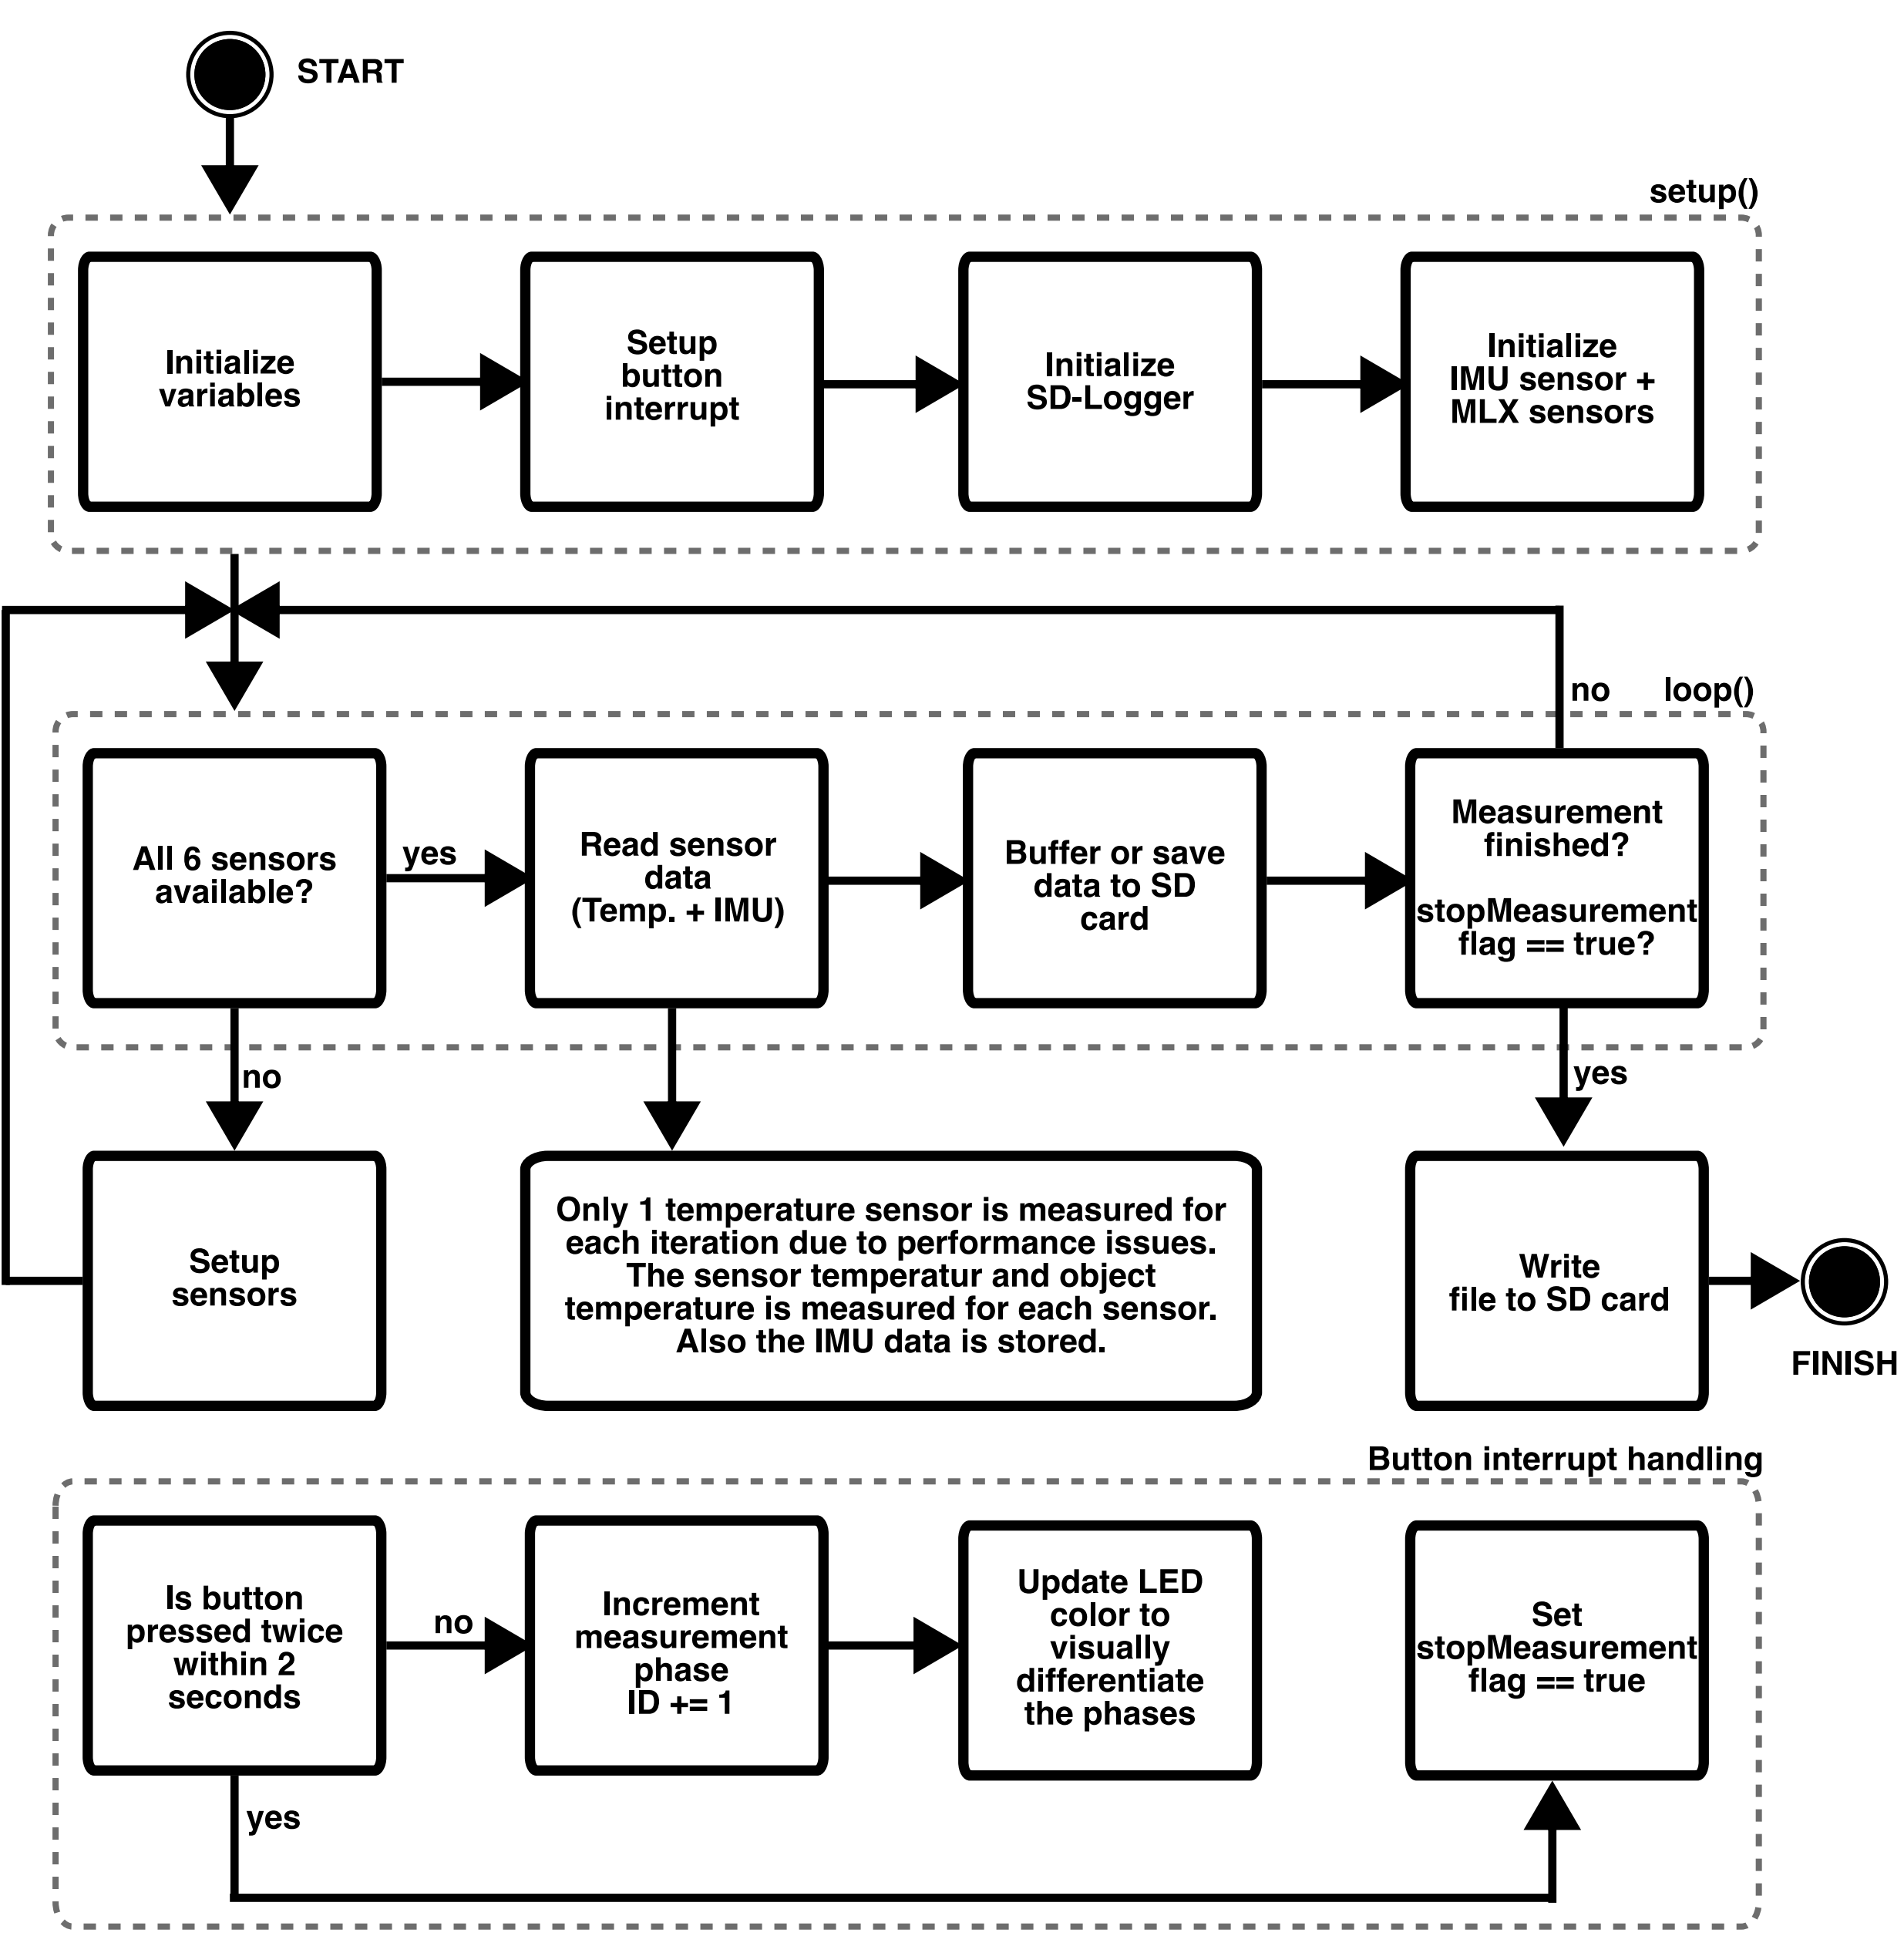 START
setup()
Initialize
variables
Setup
button
interrupt
Initialize
SD-Logger
Initialize
IMU sensor +
MLX sensors
no
loop()
All 6 sensors
available?
yes
Read sensor
data
(Temp. + IMU)
Buffer or save
data to SD
card
Measurement
finished?
stopMeasurement
flag == true?
no
yes
Setup
sensors
Only 1 temperature sensor is measured for
each iteration due to performance issues.
The sensor temperatur and object
temperature is measured for each sensor.
Also the IMU data is stored.
Write
file to SD card
FINISH
Button interrupt handling
Is button
pressed twice
within 2
seconds
no
Increment
measurement
phase
ID += 1
Update LED
color to
visually
differentiate
the phases
Set
stopMeasurement
flag == true
yes